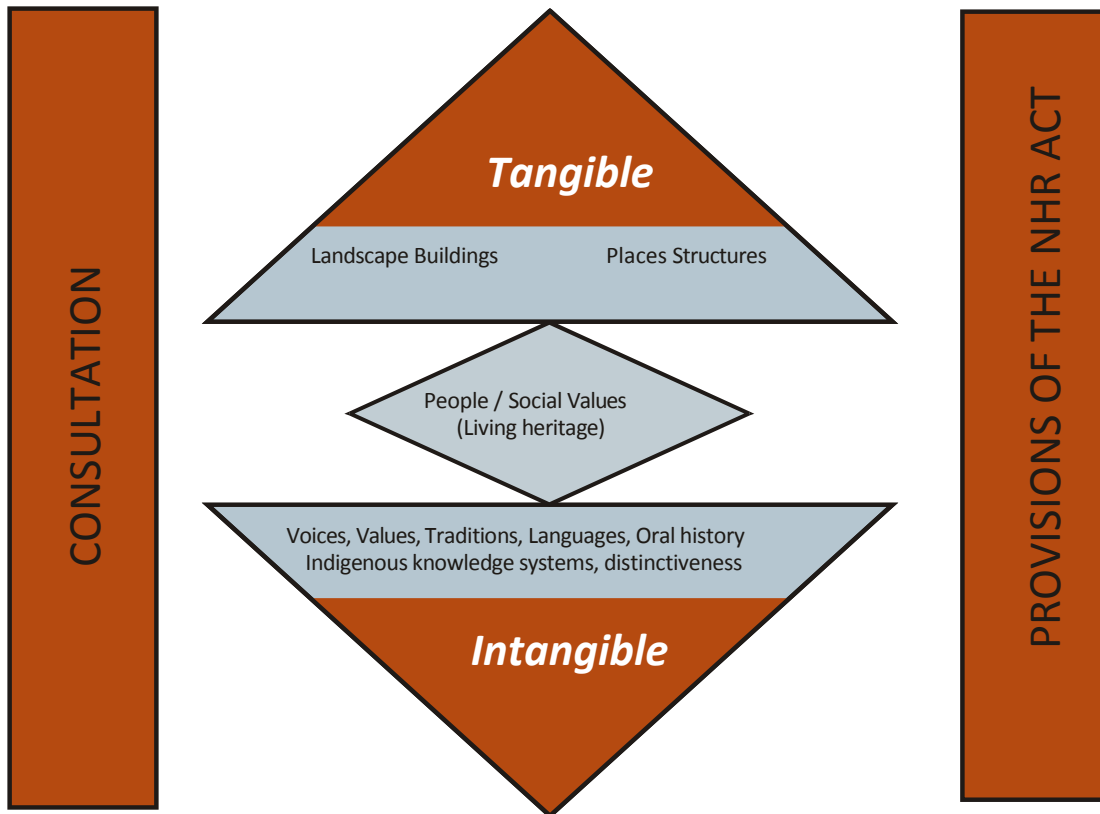 CONSULTATION
Tangible
Landscape Buildings
Places Structures
People / Social Values
(Living heritage)
Voices, Values, Traditions, Languages, Oral history
Indigenous knowledge systems, distinctiveness
Intangible
PROVISIONS OF THE NHR ACT